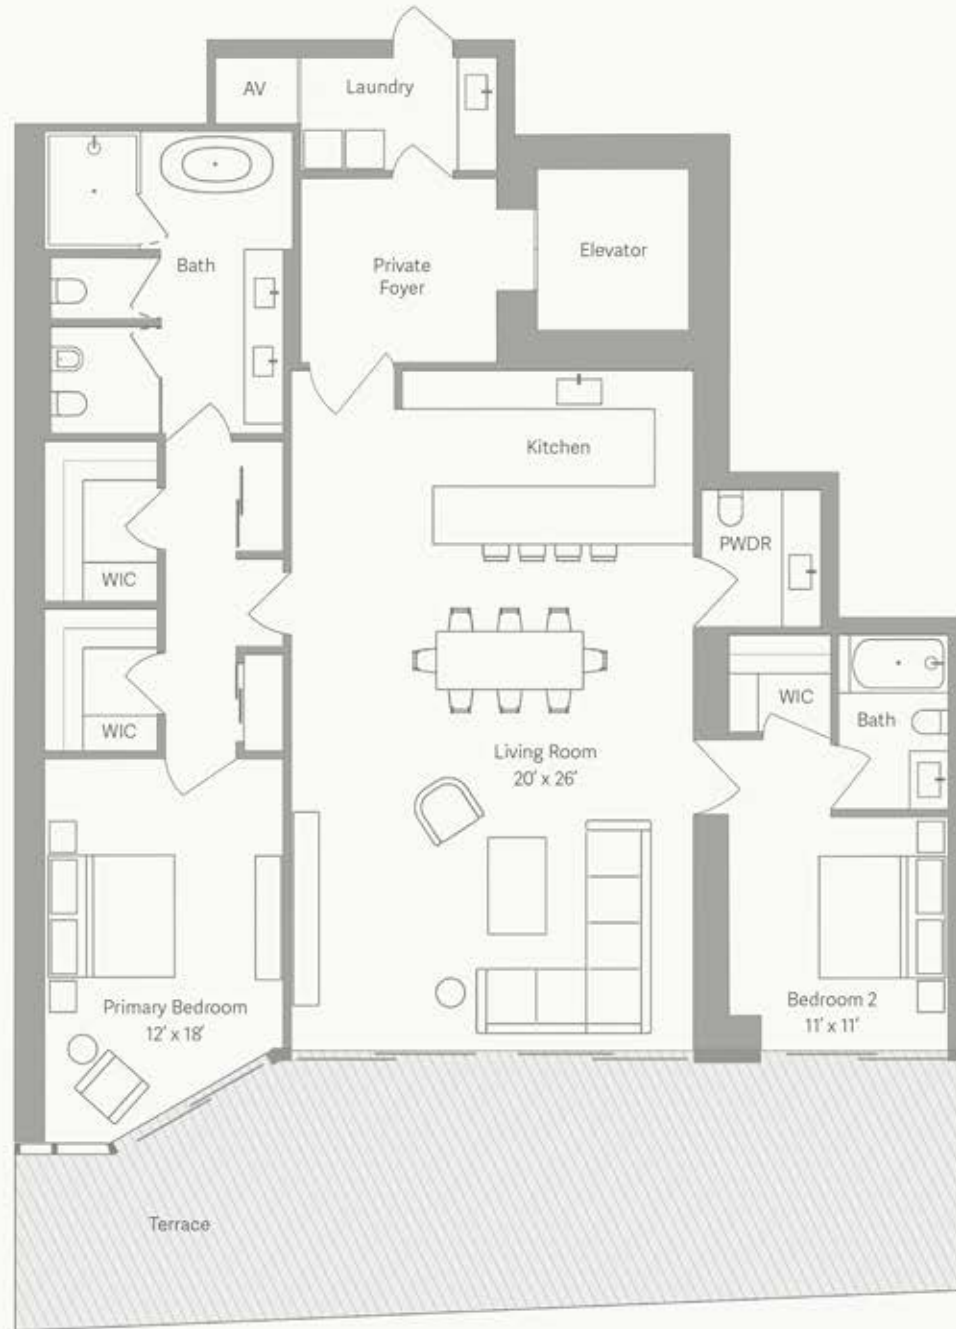 AV
Laundry
Elevator
Private
Foyer
Bath
Kitchen
PWDR
WIC
WIC
WIC
Bath
Living Room
20' x 26'
Primary Bedroom
12' x 18'
Bedroom 2
11' x 11'
Terrace